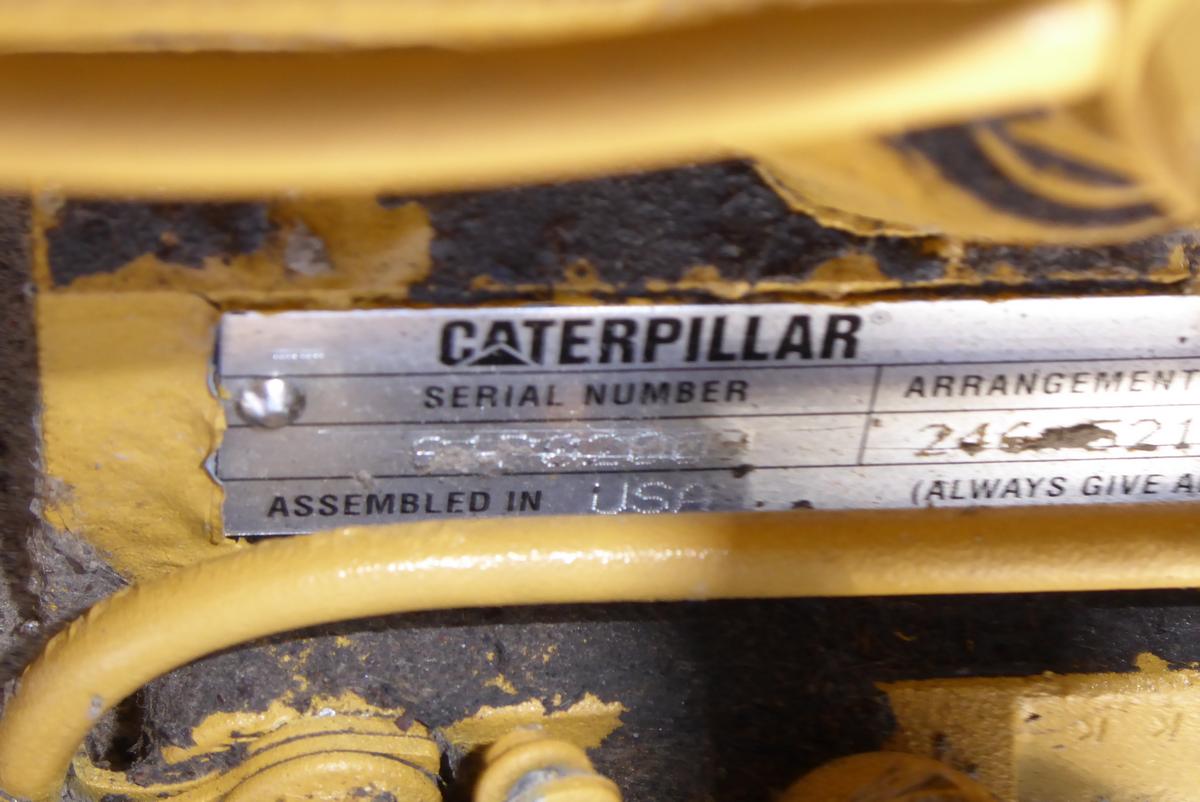 CATERPILLAR®
SERIAL NUMBER ARRANGEMENT
ASSEMBLED IN USA
(ALWAYS GIVE